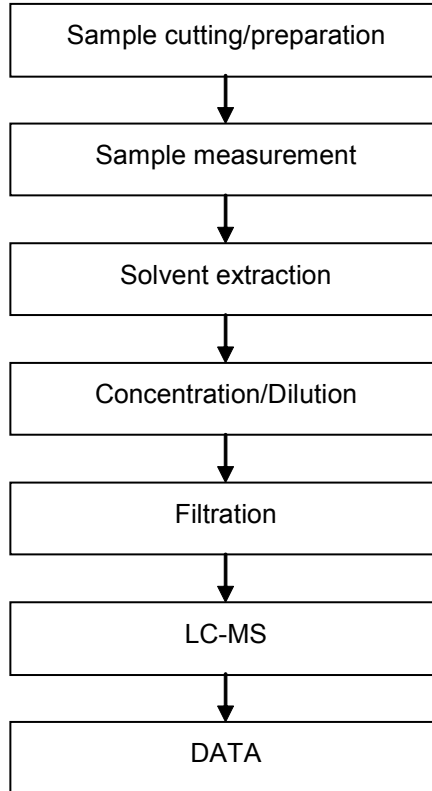 Sample cutting/preparation
Sample measurement
Solvent extraction
Concentration/Dilution
Filtration
LC-MS
DATA